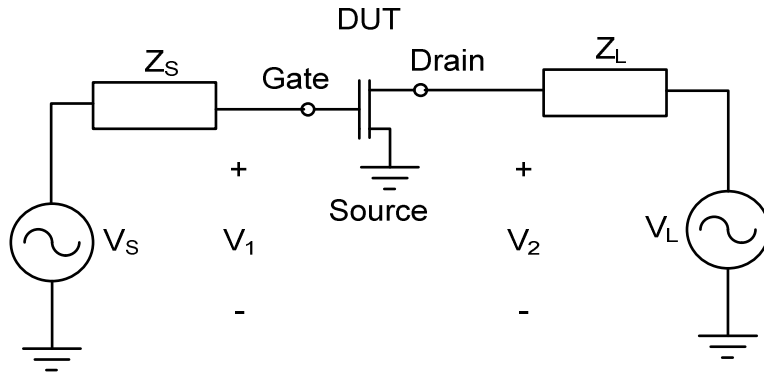 DUT
Z_S
Gate
Drain
Z_L
+
+
Source
V_S
V_1
V_2
V_L
-
-